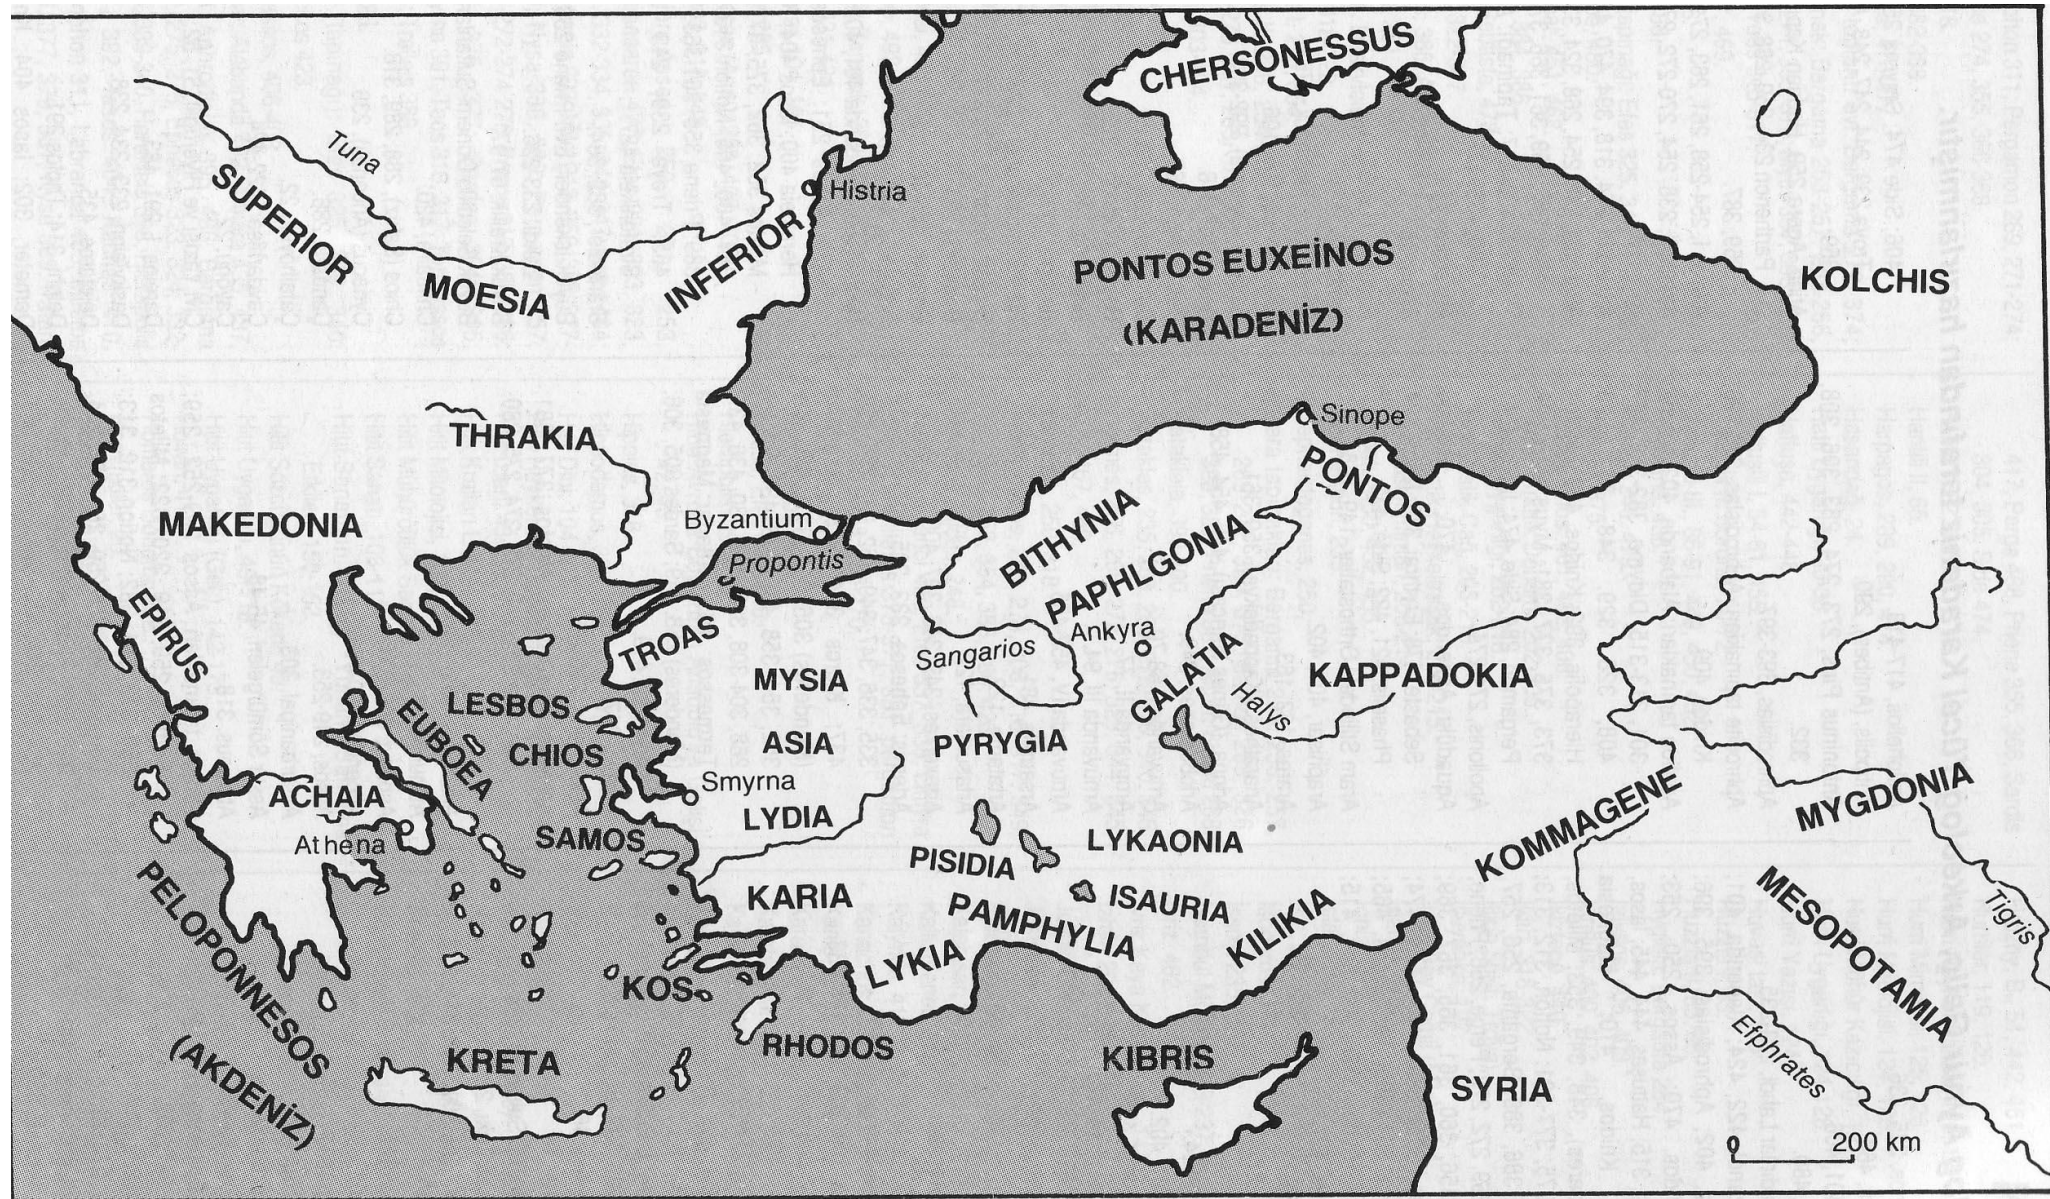 CHERSONESSUS
Tuna
SUPERIOR
MOESIA
INFERIOR
Histria
PONTOS EUXEİNOS
(KARADENİZ)
KOLCHIS
THRAKIA
Sinope
PONTOS
MAKEDONIA
Byzantium
Propontis
BITHYNIA
PAPHLGONIA
EPIRUS
TROAS
Sangarios
Ankyra
GALATIA
Halys
KAPPADOKIA
MYSIA
LESBOS
EUBOEA
CHIOS
ASIA
PYRYGIA
Smyrna
LYDIA
ACHAIA
Athena
SAMOS
PISIDIA
LYKAONIA
KOMMAGENE
MYGDONIA
KARIA
PAMPHYLIA
ISAURIA
KILIKIA
MESOPOTAMIA
Tigris
PELOPONNESOS
(AKDENİZ)
LYKIA
KOS
RHODOS
KRETA
KIBRIS
SYRIA
Efphrates
0 200 km